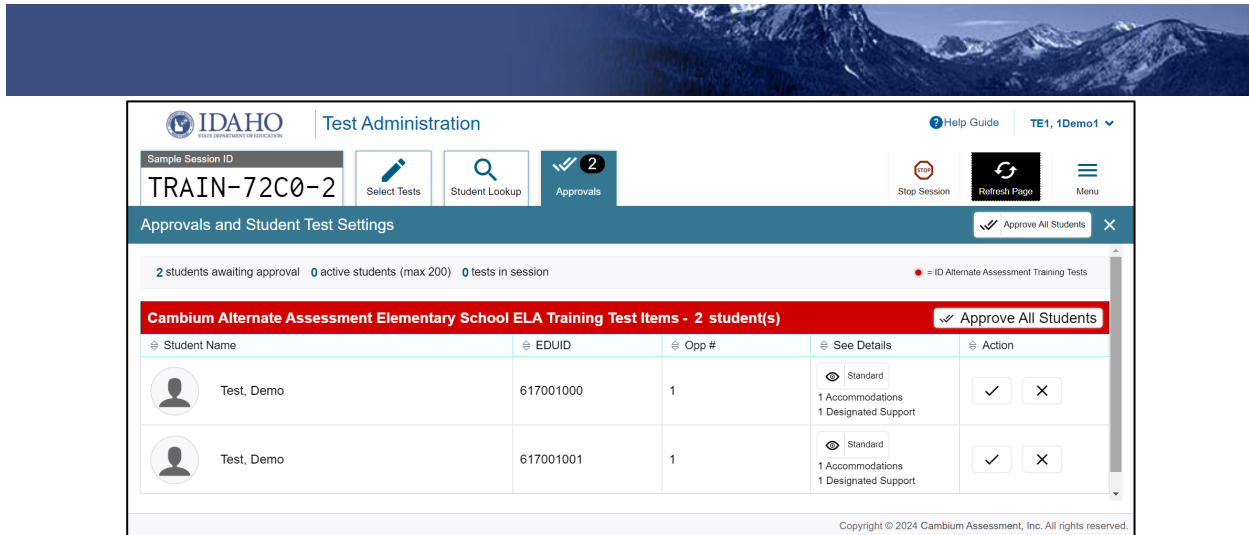 IDAHO
STATE DEPARTMENT OF EDUCATION
Test Administration
Help Guide
TE1, 1Demo1
Sample Session ID
TRAIN-72C0-2
Select Tests
Student Lookup
2
Approvals
STOP
Stop Session
Refresh Page
Menu
Approvals and Student Test Settings
Approve All Students
2 students awaiting approval 0 active students (max 200) 0 tests in session
= ID Alternate Assessment Training Tests
Cambium Alternate Assessment Elementary School ELA Training Test Items - 2 student(s)
Approve All Students
Student Name EDUID Opp # See Details Action
Test, Demo 617001000 1
Standard
1 Accommodations
1 Designated Support
Test, Demo 617001001 1
Standard
1 Accommodations
1 Designated Support
Copyright © 2024 Cambium Assessment, Inc. All rights reserved.